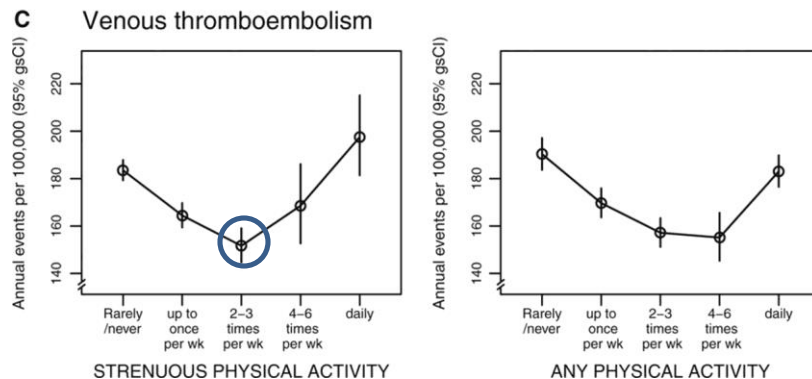 C Venous thromboembolism
Annual events per 100,000 (95% gsCI)
220
200
180
160
140
Rarely
/never
up to
once
per wk
2–3
times
per wk
4–6
times
per wk
daily
STRENUOUS PHYSICAL ACTIVITY
Annual events per 100,000 (95% gsCI)
220
200
180
160
140
Rarely
/never
up to
once
per wk
2–3
times
per wk
4–6
times
per wk
daily
ANY PHYSICAL ACTIVITY